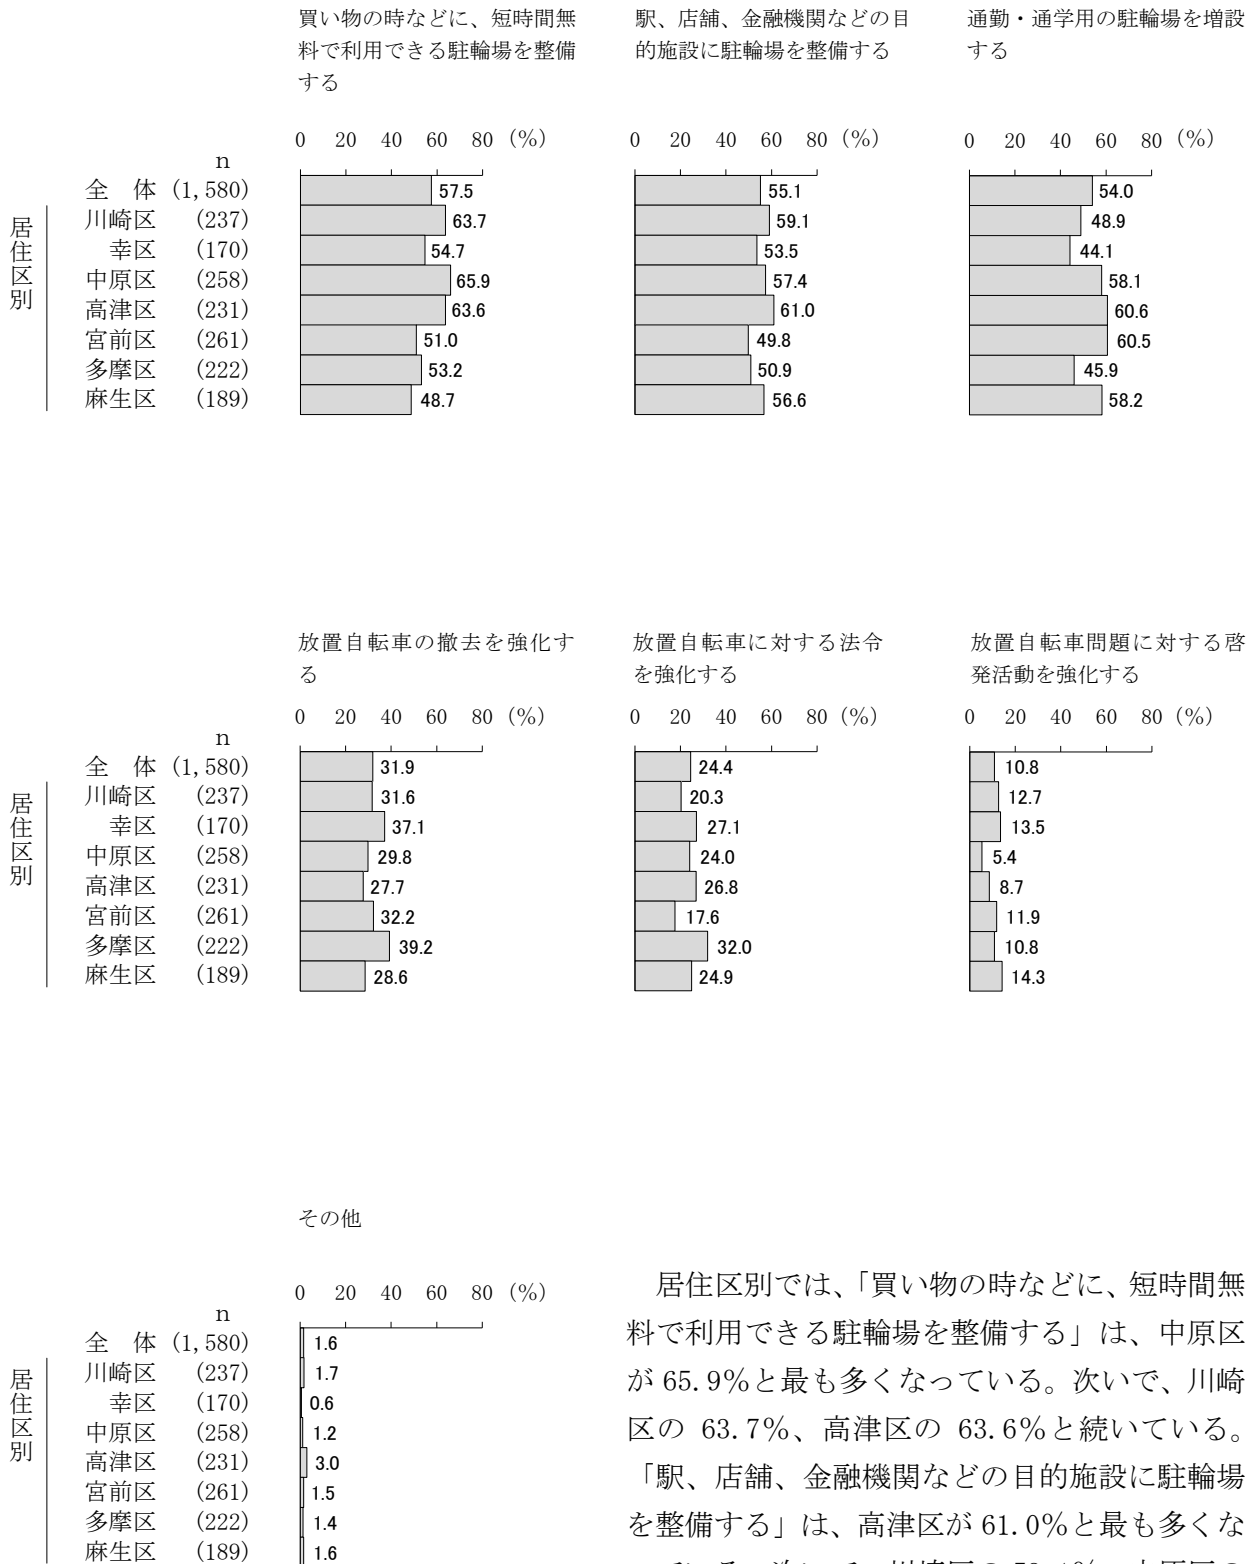 買い物の時などに、短時間無
料で利用できる駐輪場を整備
する
駅、店舗、金融機関などの目
的施設に駐輪場を整備する
通勤・通学用の駐輪場を増設
する
0 20 40 60 80 (%) 0 20 40 60 80 (%) 0 20 40 60 80 (%)
n
全 体 (1,580) 57.5 55.1 54.0
居住区別
川崎区 (237) 63.7 59.1 48.9
幸区 (170) 54.7 53.5 44.1
中原区 (258) 65.9 57.4 58.1
高津区 (231) 63.6 61.0 60.6
宮前区 (261) 51.0 49.8 60.5
多摩区 (222) 53.2 50.9 45.9
麻生区 (189) 48.7 56.6 58.2
放置自転車の撤去を強化す
る
放置自転車に対する法令
を強化する
放置自転車問題に対する啓
発活動を強化する
0 20 40 60 80 (%) 0 20 40 60 80 (%) 0 20 40 60 80 (%)
n
全 体 (1,580) 31.9 24.4 10.8
居住区別
川崎区 (237) 31.6 20.3 12.7
幸区 (170) 37.1 27.1 13.5
中原区 (258) 29.8 24.0 5.4
高津区 (231) 27.7 26.8 8.7
宮前区 (261) 32.2 17.6 11.9
多摩区 (222) 39.2 32.0 10.8
麻生区 (189) 28.6 24.9 14.3
その他
0 20 40 60 80 (%)
n
全 体 (1,580) 1.6
居住区別
川崎区 (237) 1.7
幸区 (170) 0.6
中原区 (258) 1.2
高津区 (231) 3.0
宮前区 (261) 1.5
多摩区 (222) 1.4
麻生区 (189) 1.6
居住区別では、「買い物の時などに、短時間無
料で利用できる駐輪場を整備する」は、中原区
が 65.9％と最も多くなっている。次いで、川崎
区の 63.7％、高津区の 63.6％と続いている。
「駅、店舗、金融機関などの目的施設に駐輪場
を整備する」は、高津区が 61.0％と最も多くな